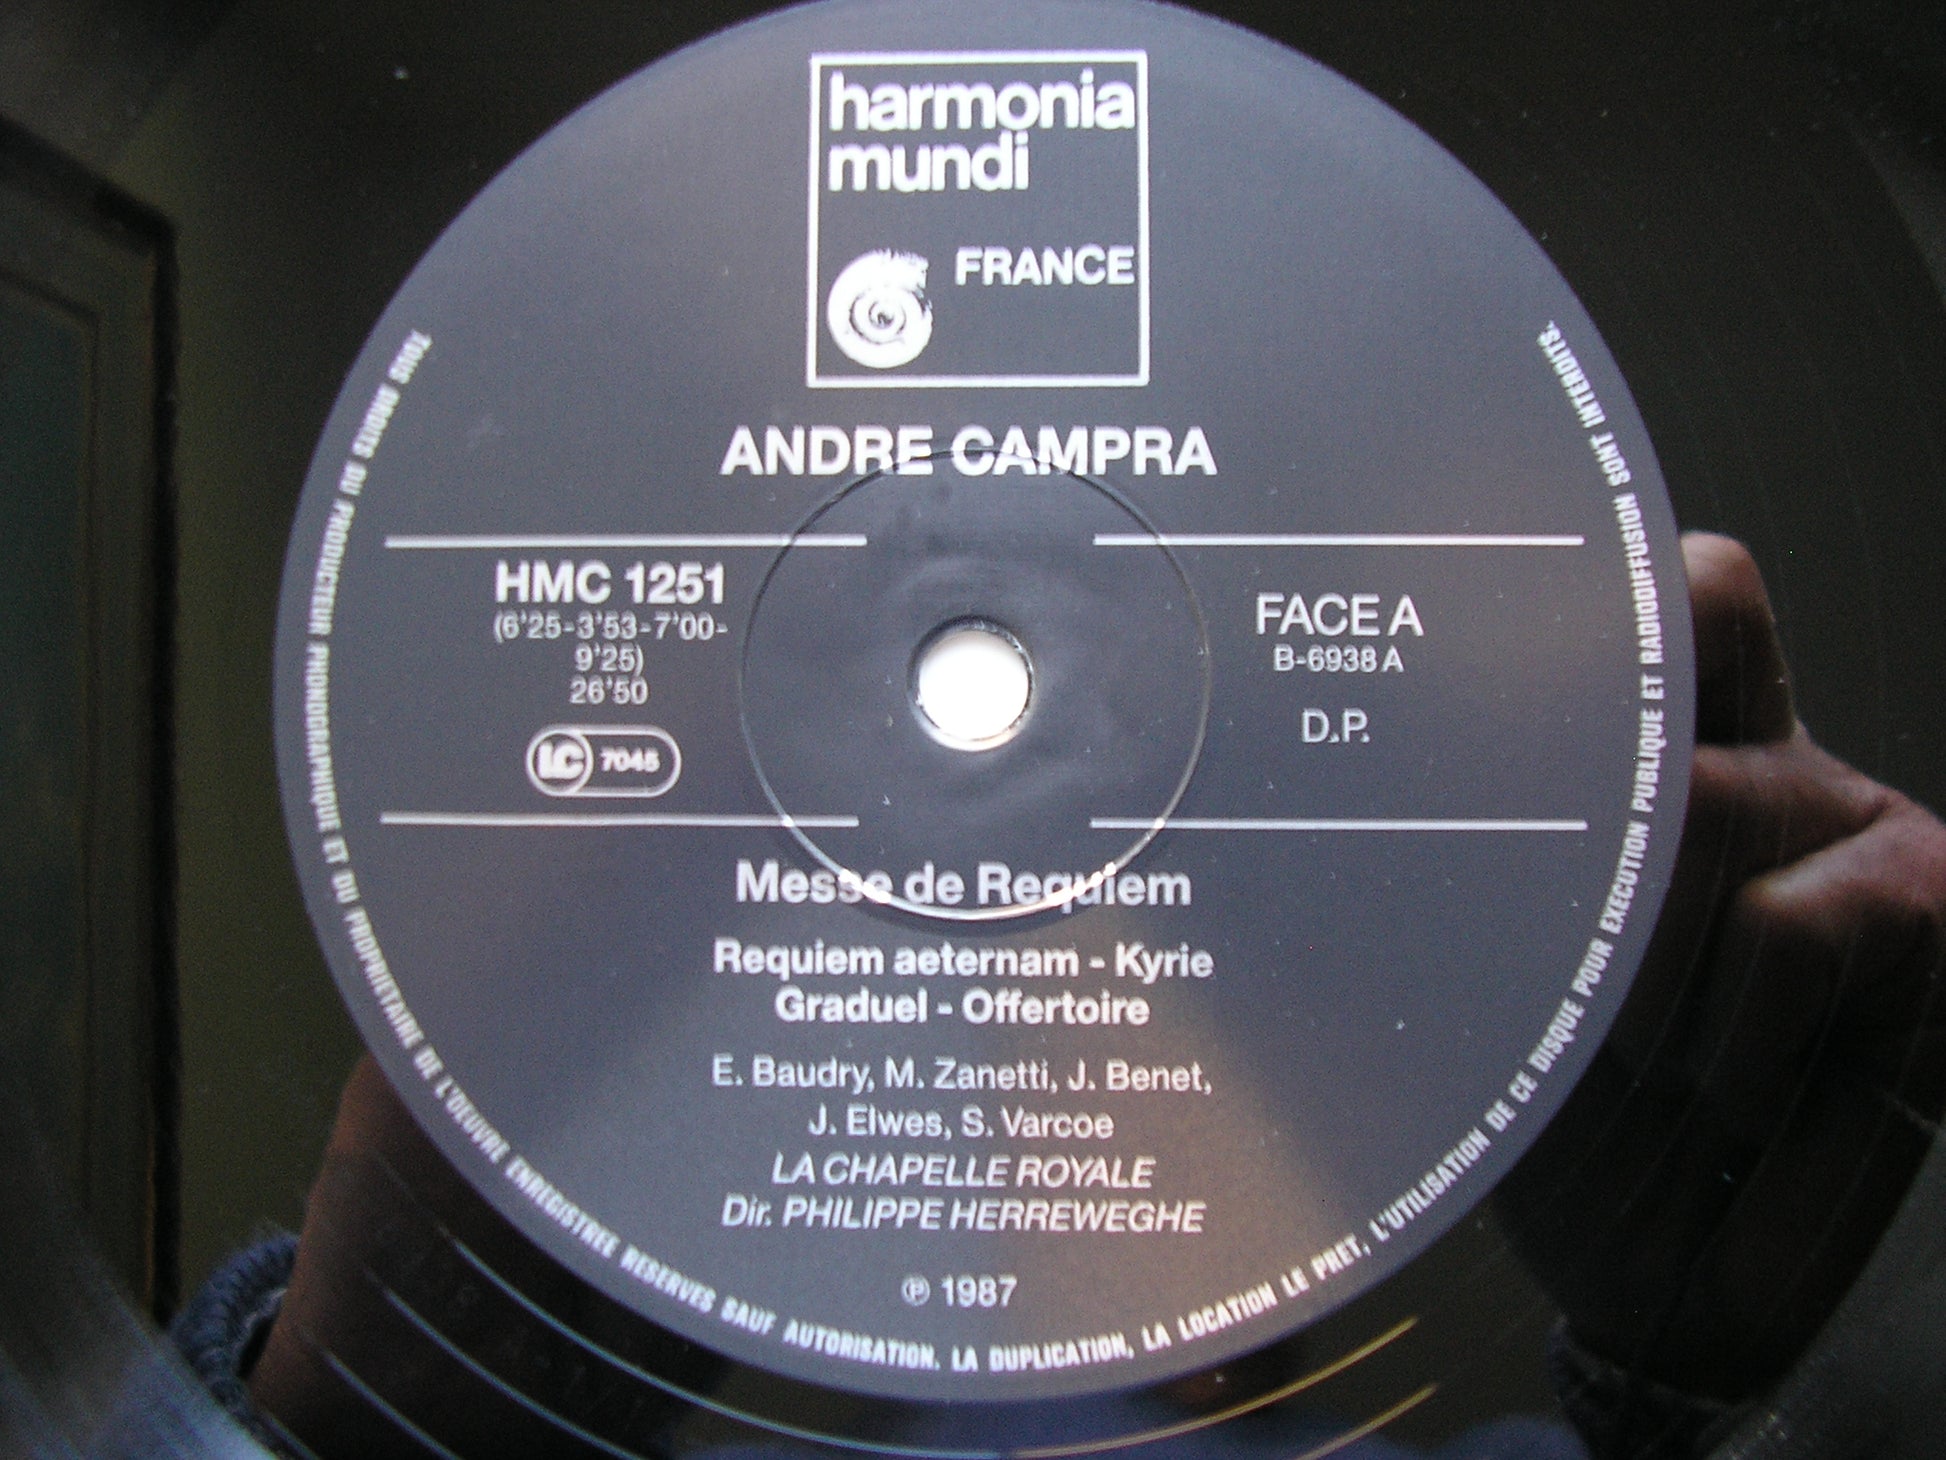 harmonia
mundi
FRANCE
ANDRE CAMPRA
HMC 1251
(6'25-3'53-7'00-
9'25)
26'50
LC 7045
FACE A
B-6938 A
D.P.
Messe de Requiem
Requiem aeternam - Kyrie
Graduel - Offertoire
E. Baudry, M. Zanetti, J. Benet,
J. Elwes, S. Varcoe
LA CHAPELLE ROYALE
Dir. PHILIPPE HERREWEGHE
℗ 1987
TOUS DROITS DU PRODUCTEUR PHONOGRAPHIQUE ET DU PROPRIETAIRE DE L'OEUVRE ENREGISTREE RESERVES SAUF AUTORISATION. LA DUPLICATION, LA LOCATION LE PRET, L'UTILISATION DE CE DISQUE POUR EXECUTION PUBLIQUE ET RADIODIFFUSION SONT INTERDITS.